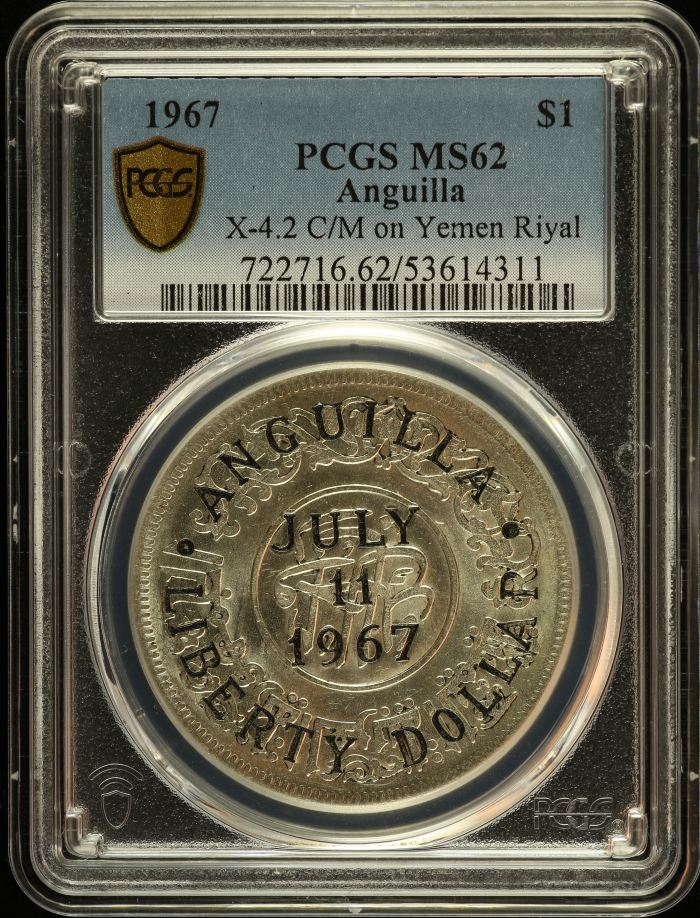 1967 $1
PCGS MS62
PCGS Anguilla
X-4.2 C/M on Yemen Riyal
722716.62/53614311
ANGUILLA
JULY
11
1967
LIBERTY DOLLAR
PCGS